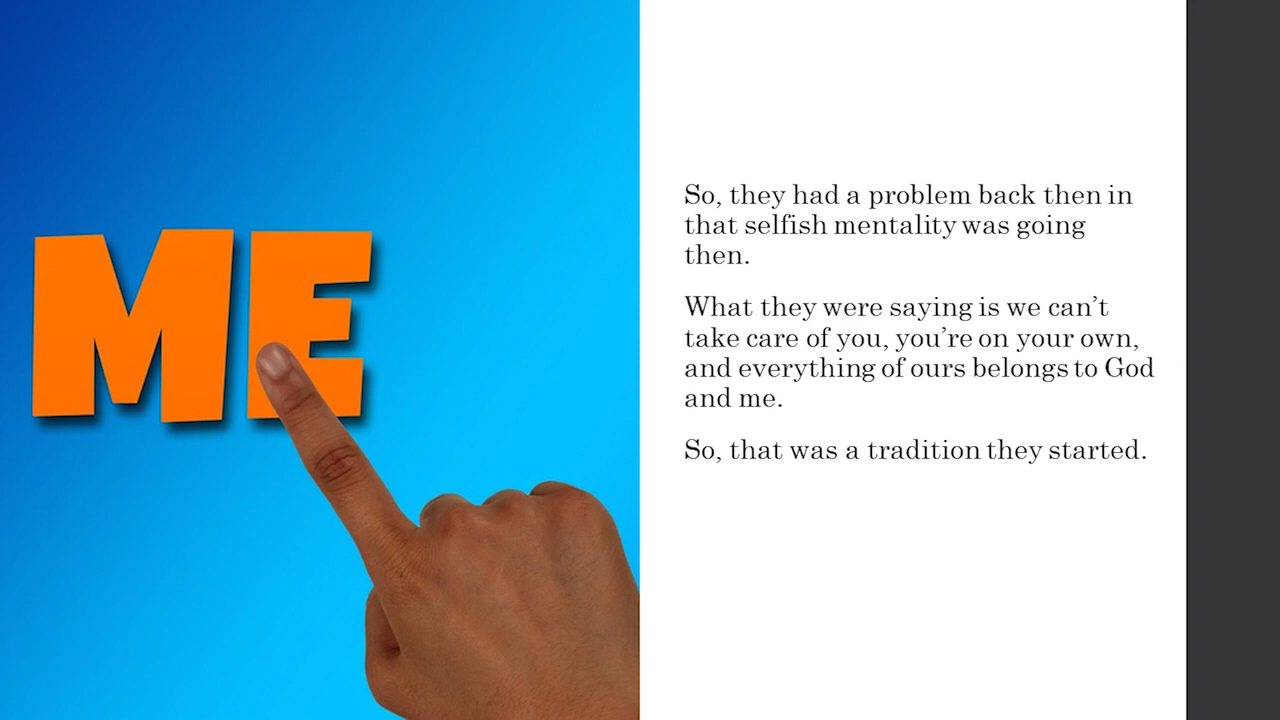 ME
So, they had a problem back then in
that selfish mentality was going
then.
What they were saying is we can’t
take care of you, you’re on your own,
and everything of ours belongs to God
and me.
So, that was a tradition they started.